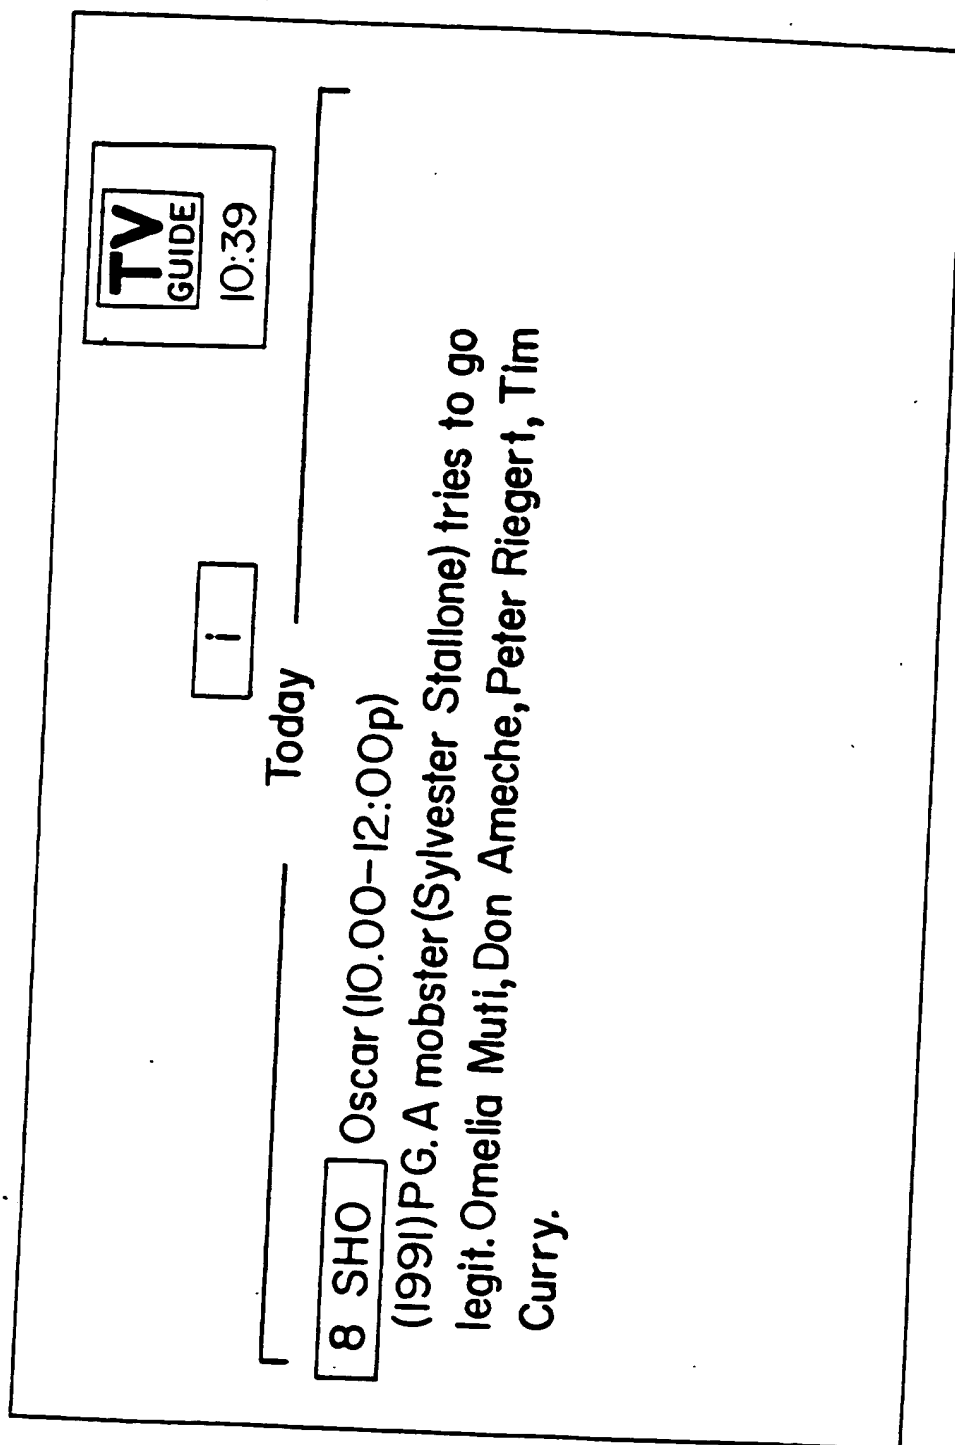 TV
GUIDE
10:39
i
Today
8 SHO Oscar (10.00-12:00p)
(1991) PG. A mobster (Sylvester Stallone) tries to go
legit. Omelia Muti, Don Ameche, Peter Riegert, Tim
Curry.